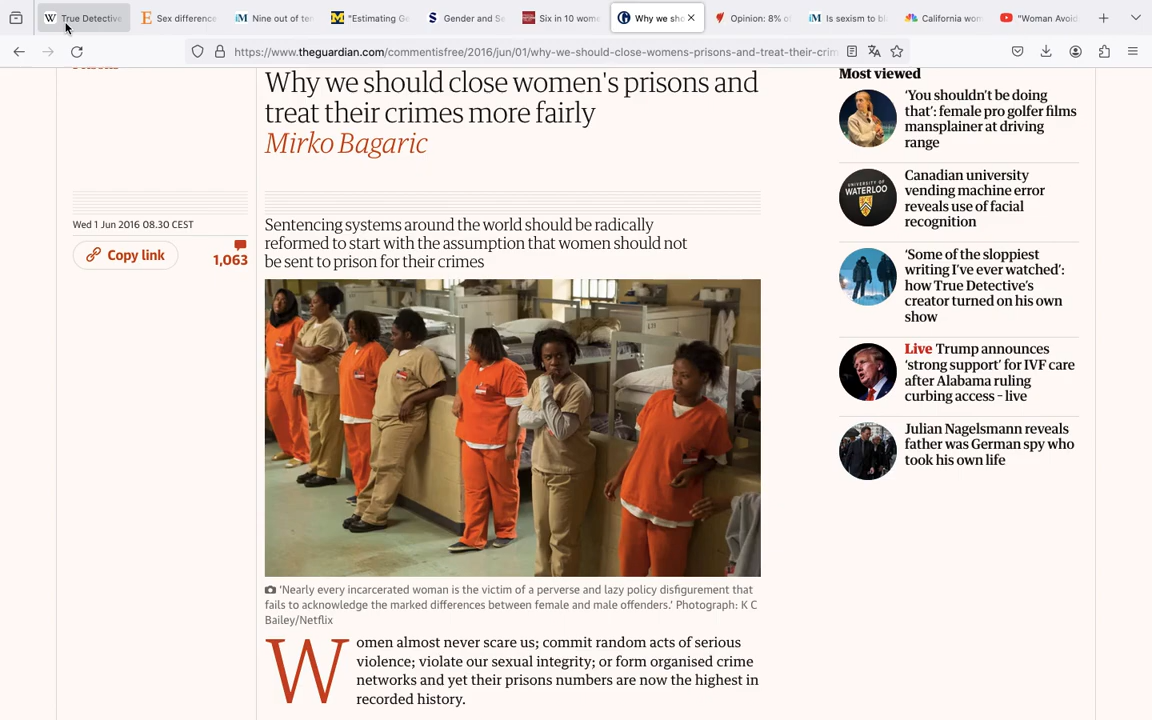 True Detective
Sex difference
Nine out of ten
"Estimating Ge
Gender and Se
Six in 10 wome
Why we sho
Opinion: 8% o
Is sexism to bl
California wom
"Woman Avoid
https://www.theguardian.com/commentisfree/2016/jun/01/why-we-should-close-womens-prisons-and-treat-their-crim
Why we should close women's prisons and
treat their crimes more fairly
Mirko Bagaric
Wed 1 Jun 2016 08.30 CEST
Copy link
1,063
Sentencing systems around the world should be radically
reformed to start with the assumption that women should not
be sent to prison for their crimes
'Nearly every incarcerated woman is the victim of a perverse and lazy policy disfigurement that
fails to acknowledge the marked differences between female and male offenders.' Photograph: K C
Bailey/Netflix
Women almost never scare us; commit random acts of serious
violence; violate our sexual integrity; or form organised crime
networks and yet their prisons numbers are now the highest in
recorded history.
Most viewed
‘You shouldn’t be doing
that’: female pro golfer films
mansplainer at driving
range
Canadian university
vending machine error
reveals use of facial
recognition
UNIVERSITY OF
WATERLOO
‘Some of the sloppiest
writing I’ve ever watched’:
how True Detective’s
creator turned on his own
show
Live Trump announces
‘strong support’ for IVF care
after Alabama ruling
curbing access – live
Julian Nagelsmann reveals
father was German spy who
took his own life